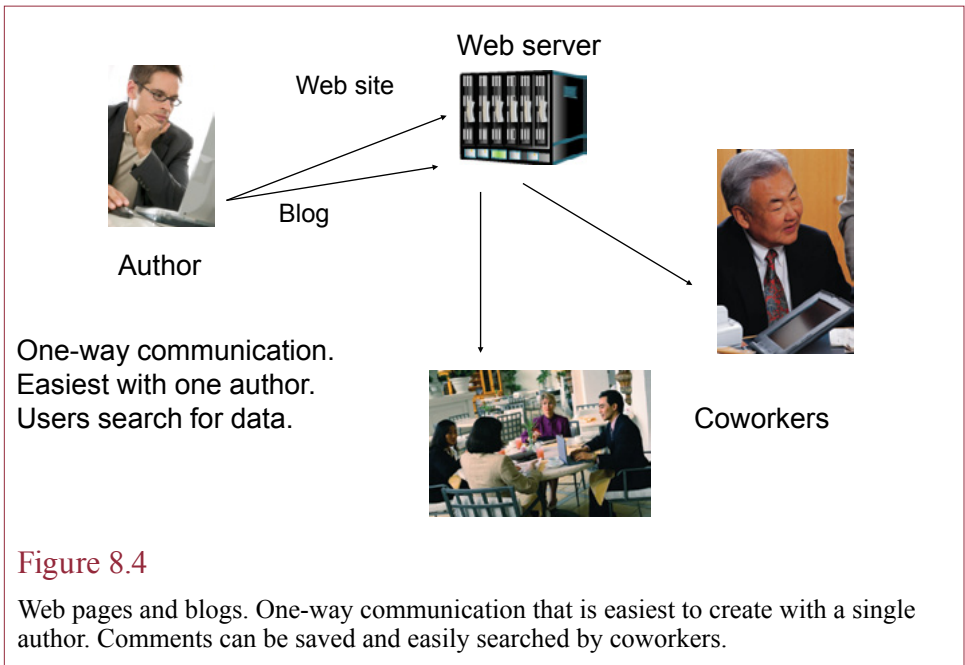 Web server
Web site
Blog
Author
One-way communication.
Easiest with one author.
Users search for data.
Coworkers
Figure 8.4
Web pages and blogs. One-way communication that is easiest to create with a single
author. Comments can be saved and easily searched by coworkers.